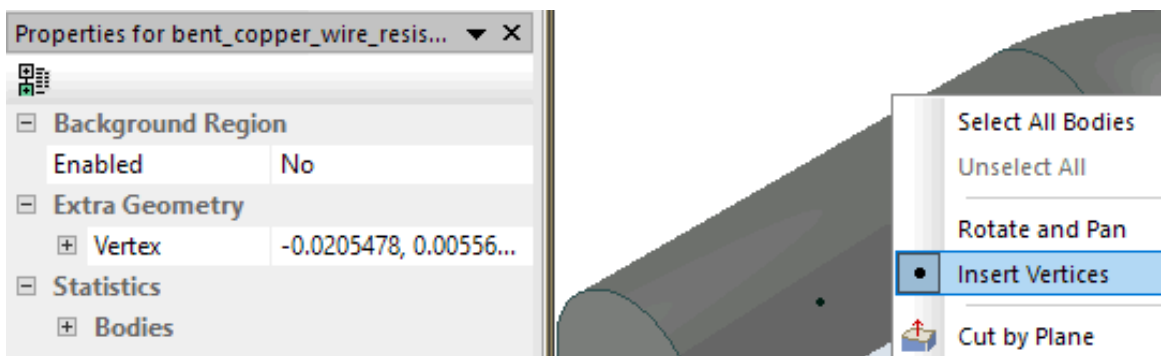 Properties for bent_copper_wire_resis...
Background Region
Enabled No
Extra Geometry
Vertex -0.0205478, 0.00556...
Statistics
Bodies
Select All Bodies
Unselect All
Rotate and Pan
Insert Vertices
Cut by Plane